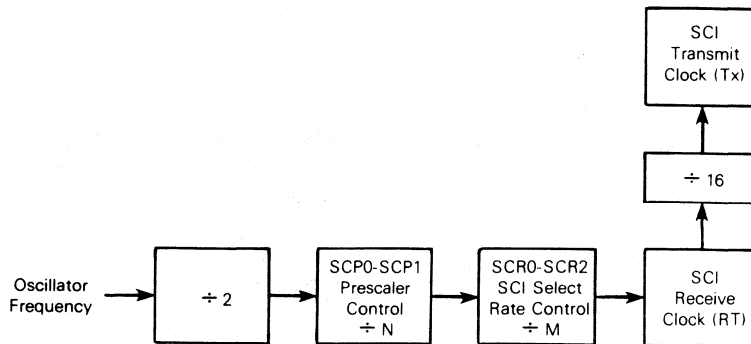 SCI
Transmit
Clock (Tx)
÷ 16
Oscillator
Frequency
÷ 2
SCP0-SCP1
Prescaler
Control
÷ N
SCR0-SCR2
SCI Select
Rate Control
÷ M
SCI
Receive
Clock (RT)